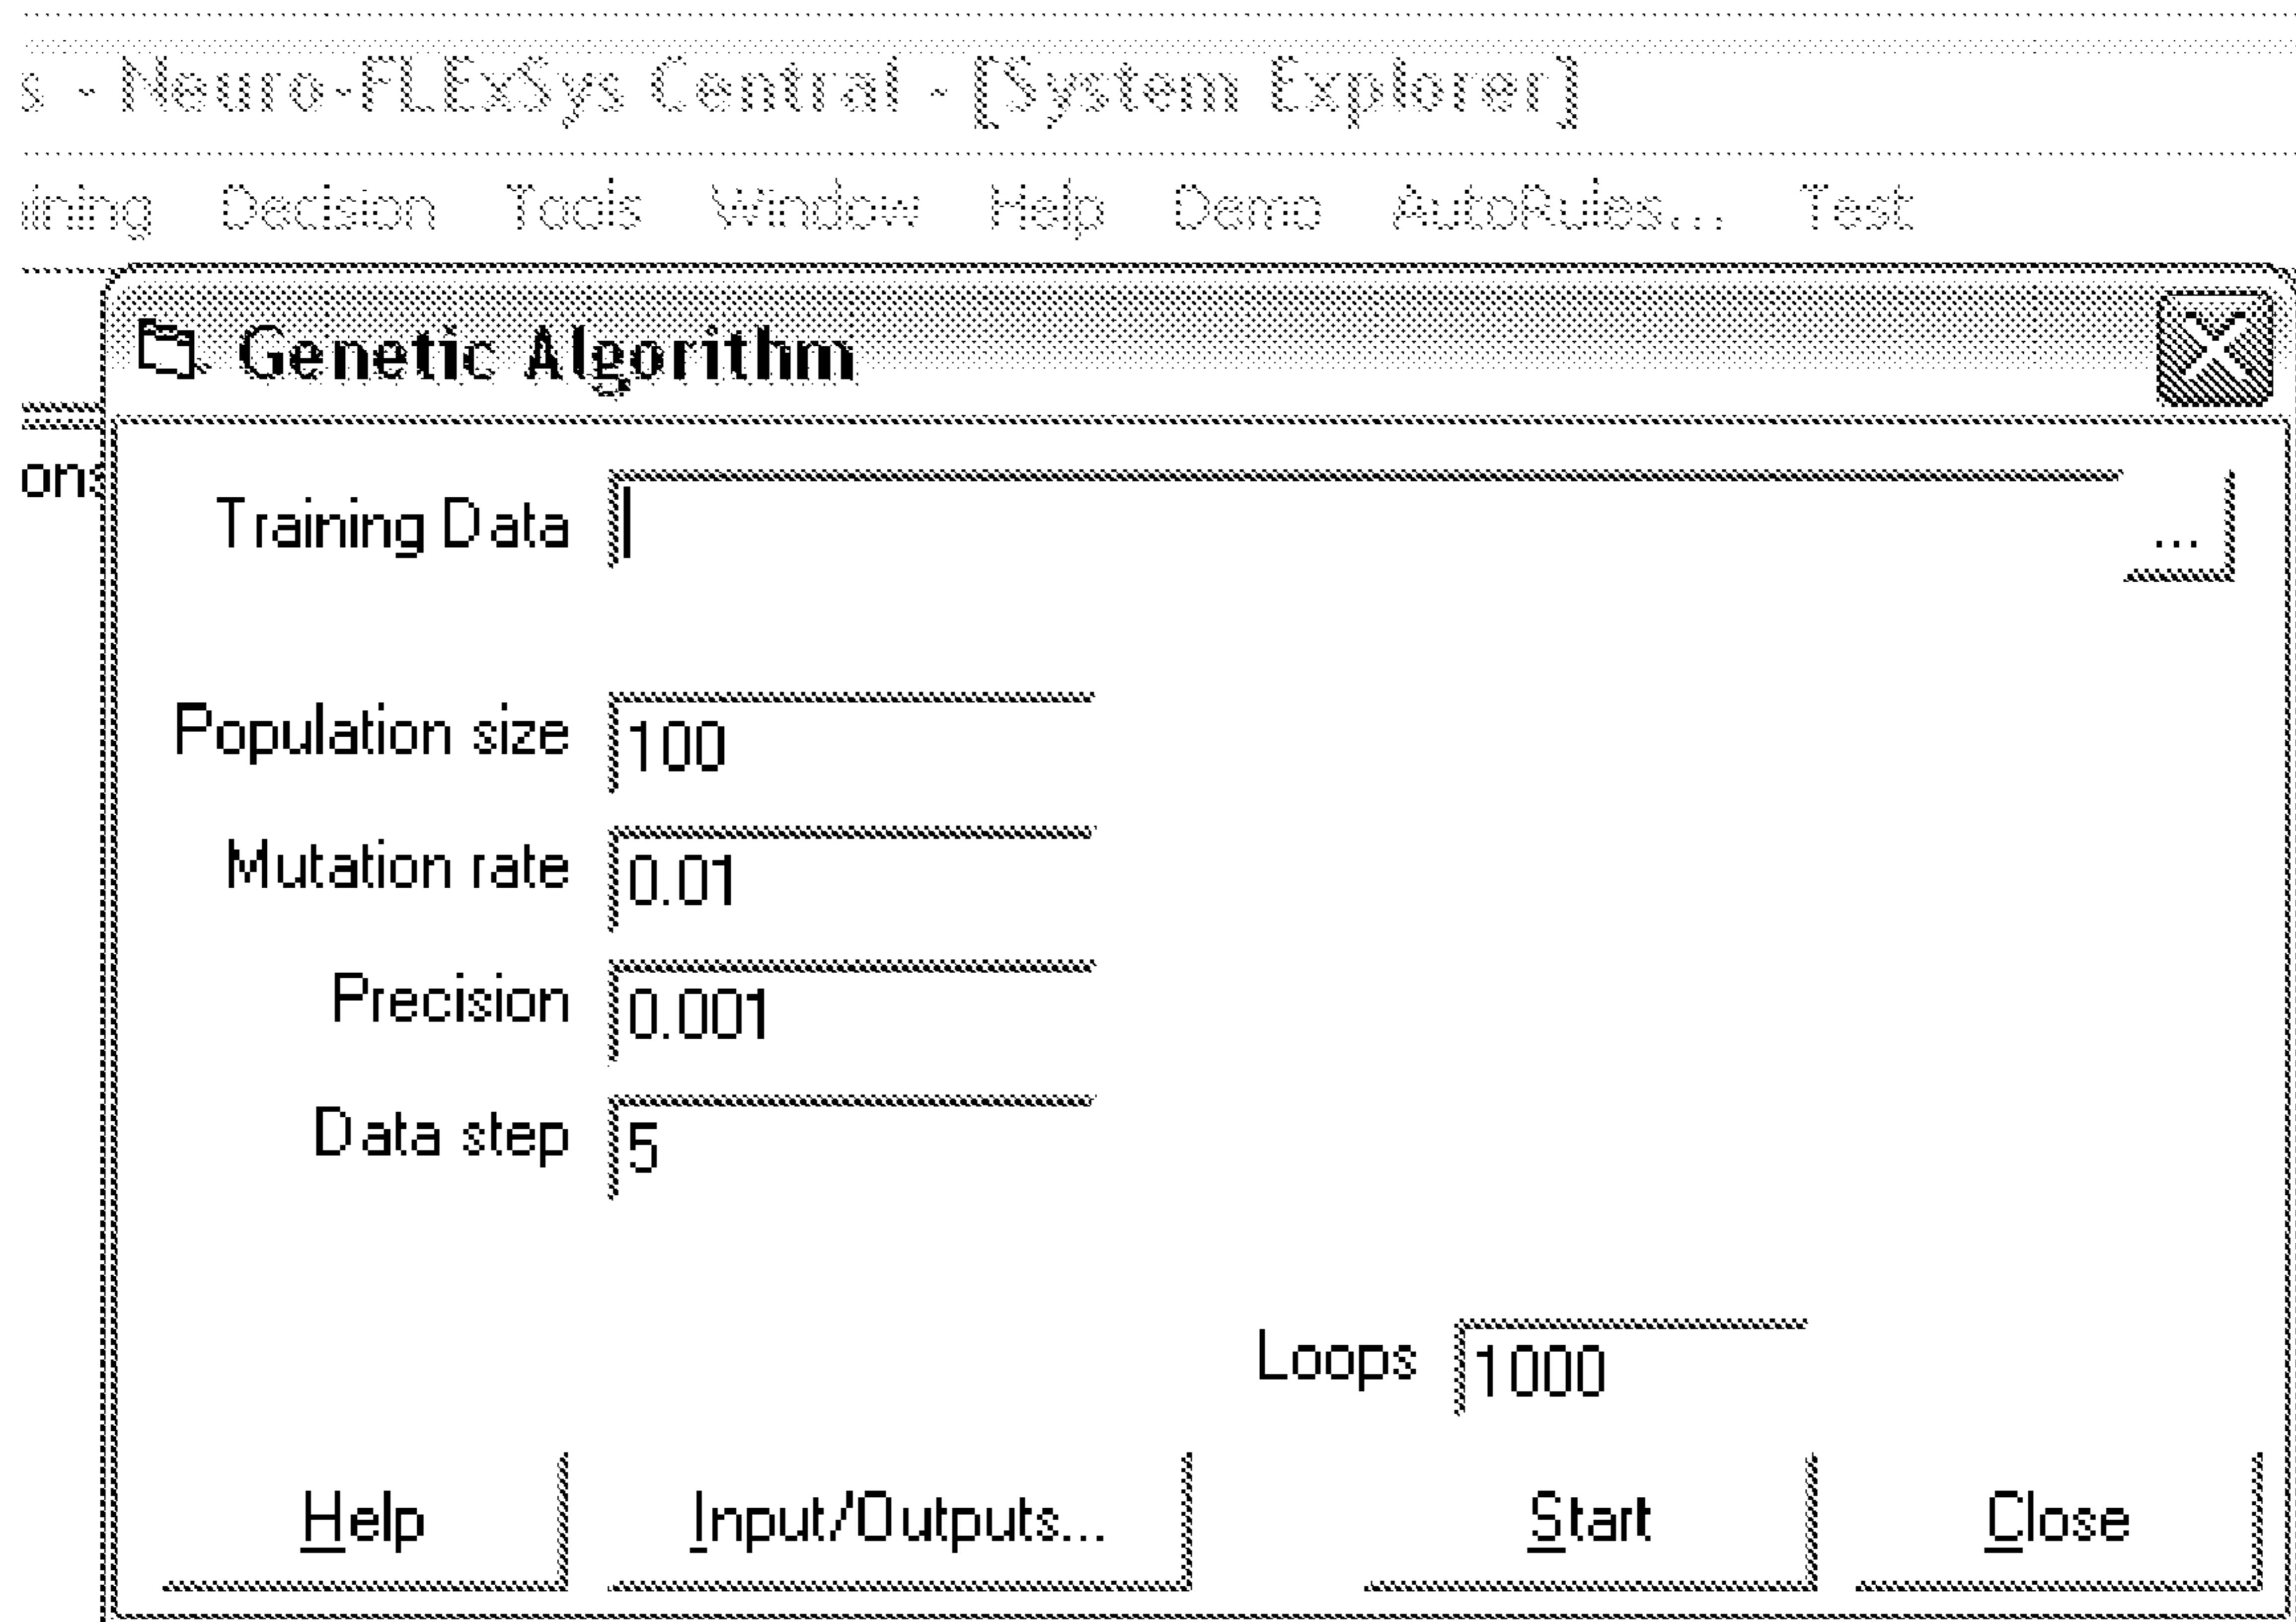 s - Neuro-FLExSys Central - [System Explorer]
ining Decision Tools Window Help Demo AutoRules... Test
Genetic Algorithm
ons
Training Data ...
Population size 100
Mutation rate 0.01
Precision 0.001
Data step 5
Loops 1000
Help Input/Outputs... Start Close